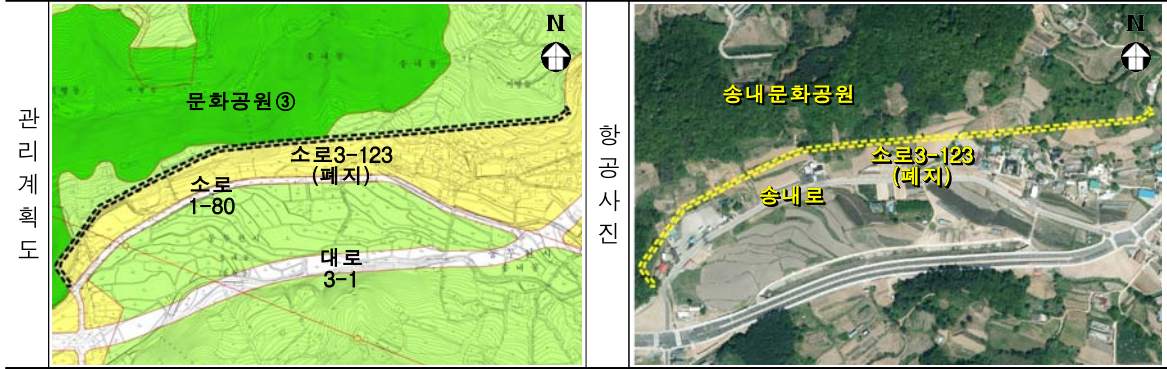 관리계획도
N
문화공원③
소로3-123
(폐지)
소로
1-80
대로
3-1
항공사진
N
송내문화공원
소로3-123
(폐지)
송내로